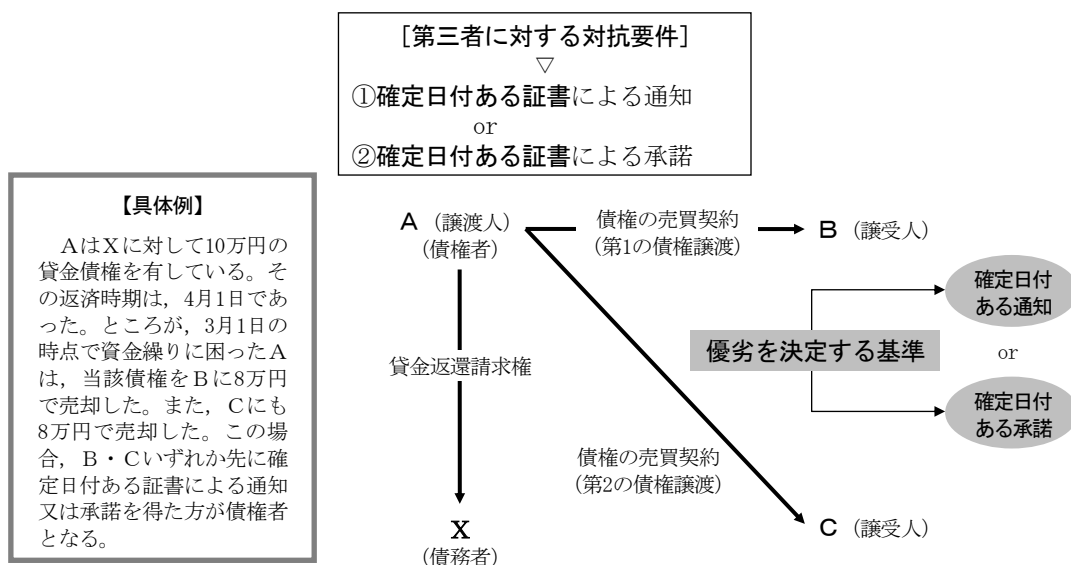 ［第三者に対する対抗要件］
▽
①確定日付ある証書による通知
or
②確定日付ある証書による承諾
【具体例】
　AはXに対して10万円の
貸金債権を有している。そ
の返済時期は，4月1日であ
った。ところが，3月1日の
時点で資金繰りに困ったA
は，当該債権をBに8万円
で売却した。また，Cにも
8万円で売却した。この場
合，B・Cいずれか先に確
定日付ある証書による通知
又は承諾を得た方が債権者
となる。
A（譲渡人）
（債権者）
債権の売買契約
（第1の債権譲渡）
B（譲受人）
貸金返還請求権
優劣を決定する基準
確定日付
ある通知
or
確定日付
ある承諾
債権の売買契約
（第2の債権譲渡）
X
（債務者）
C（譲受人）